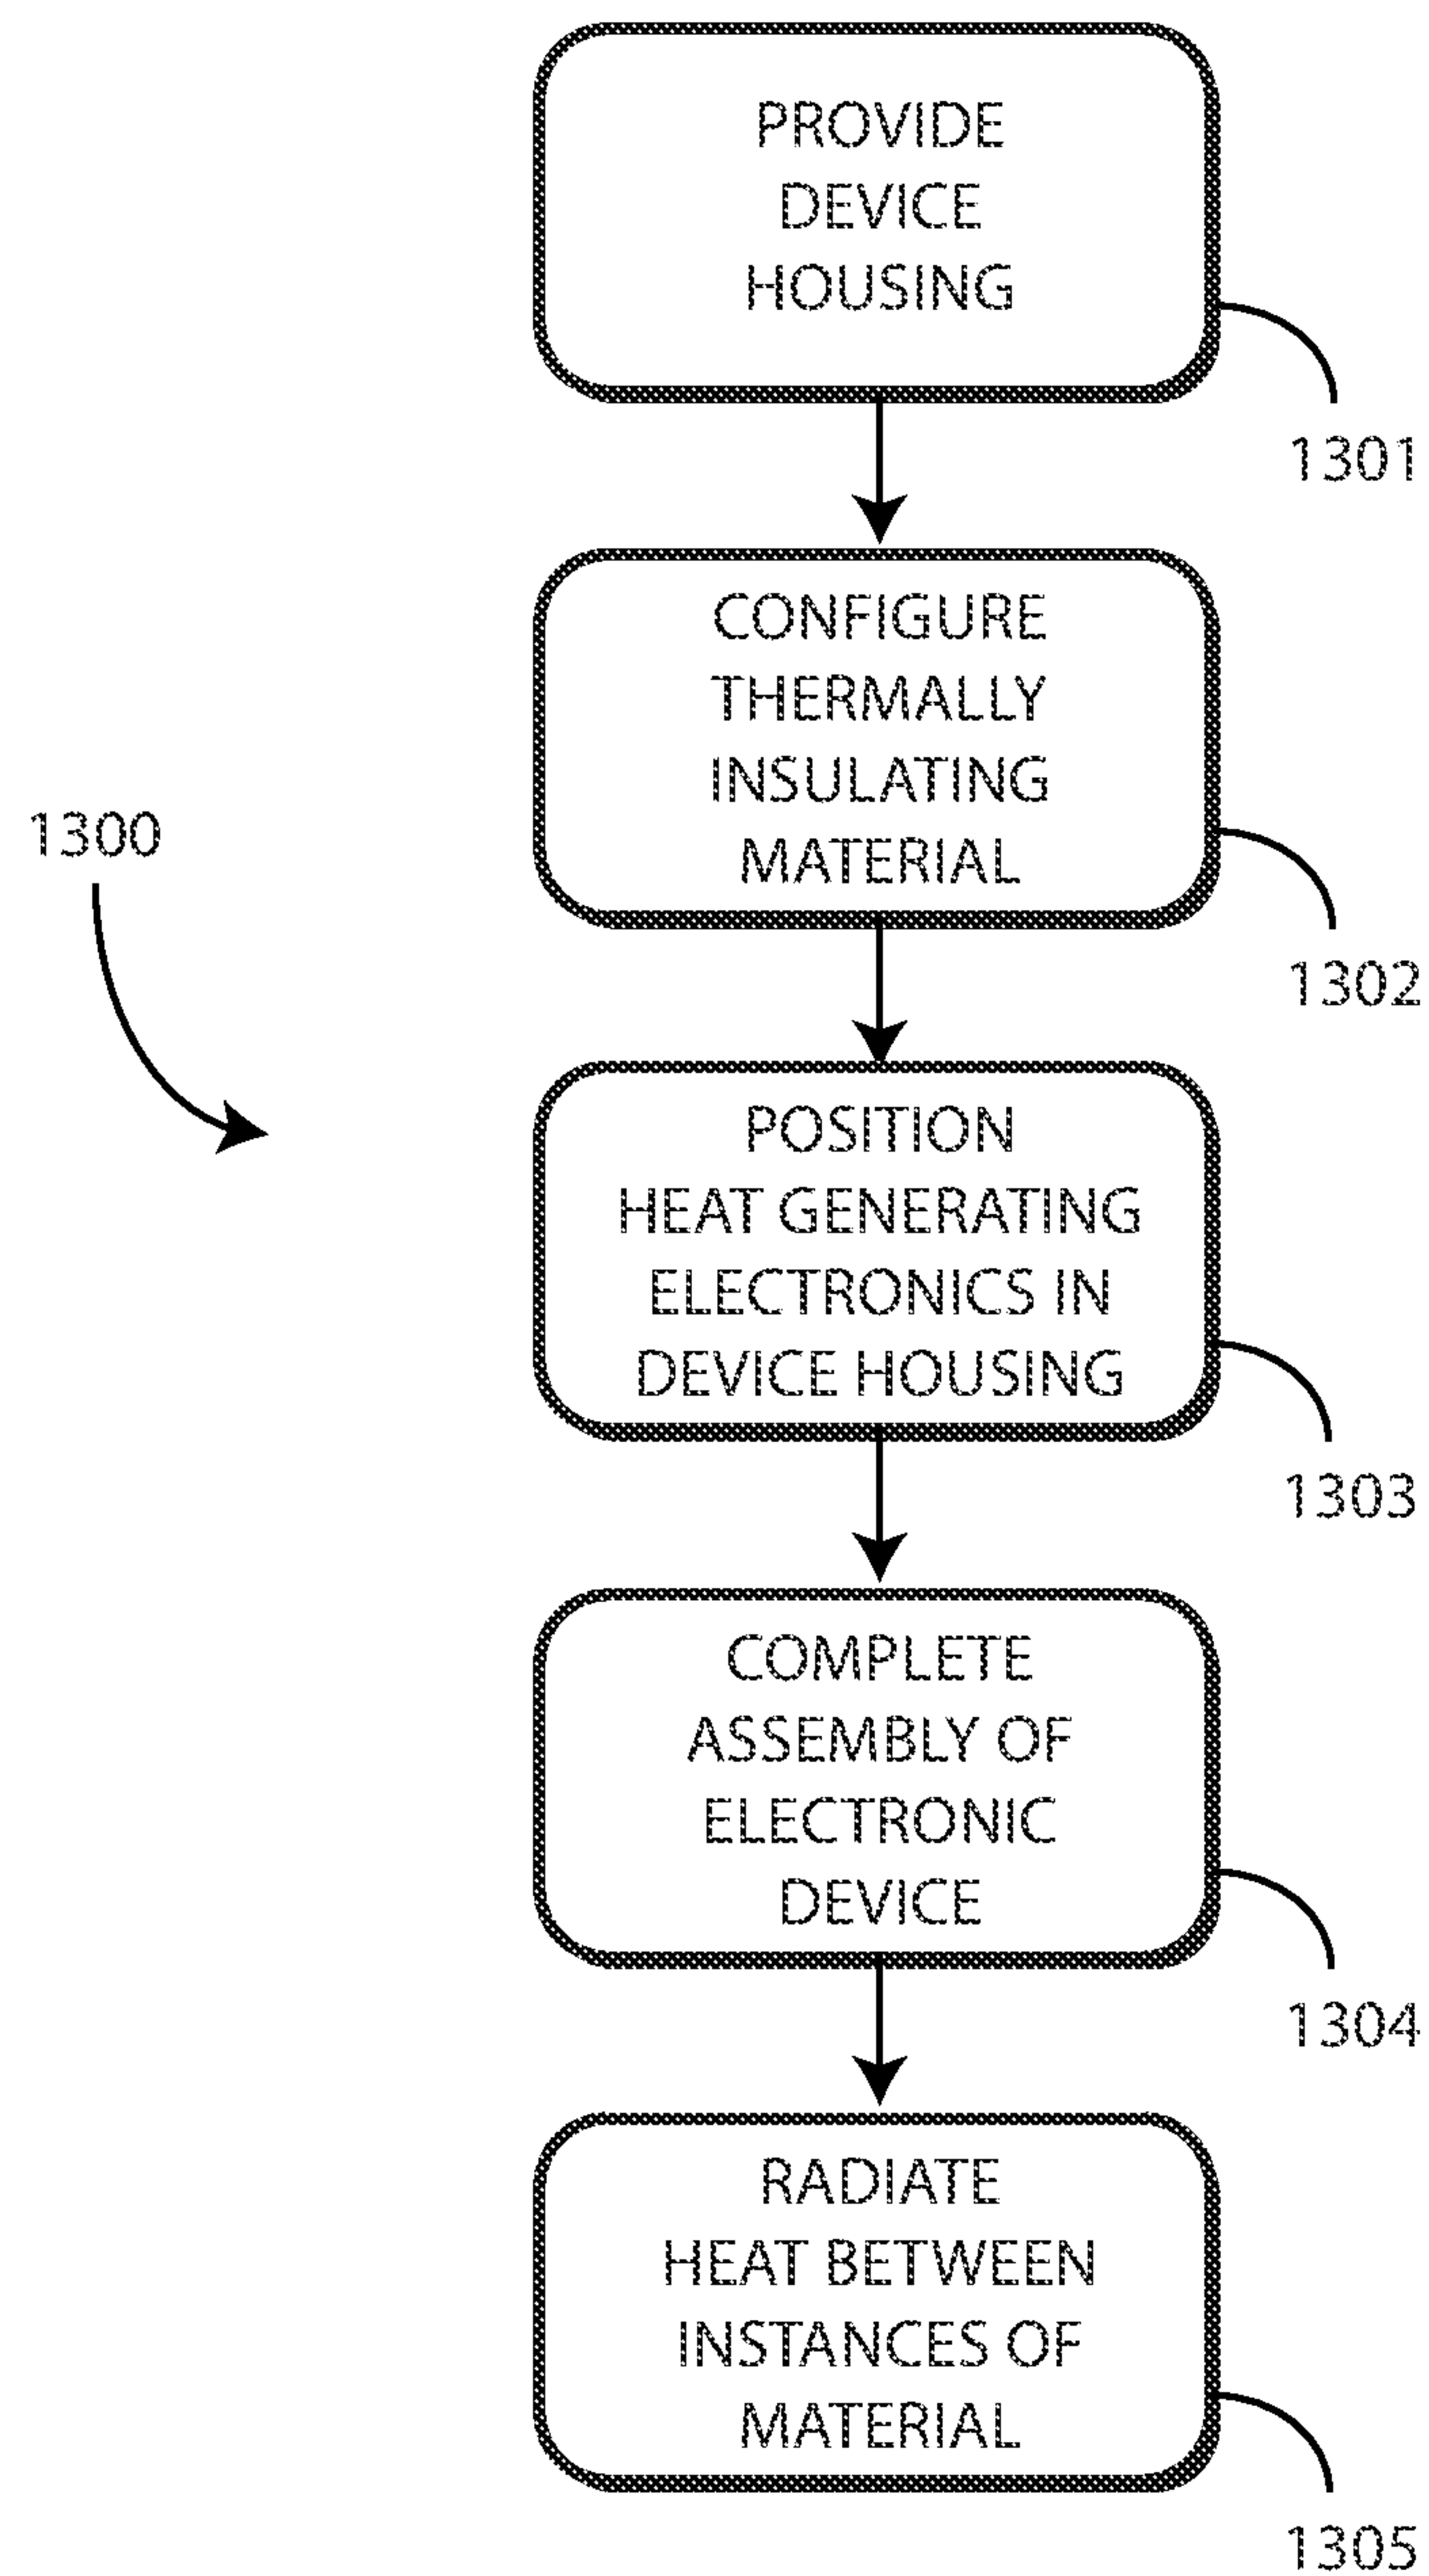 PROVIDE
DEVICE
HOUSING
1301
CONFIGURE
THERMALLY
INSULATING
MATERIAL
1302
1300
POSITION
HEAT GENERATING
ELECTRONICS IN
DEVICE HOUSING
1303
COMPLETE
ASSEMBLY OF
ELECTRONIC
DEVICE
1304
RADIATE
HEAT BETWEEN
INSTANCES OF
MATERIAL
1305